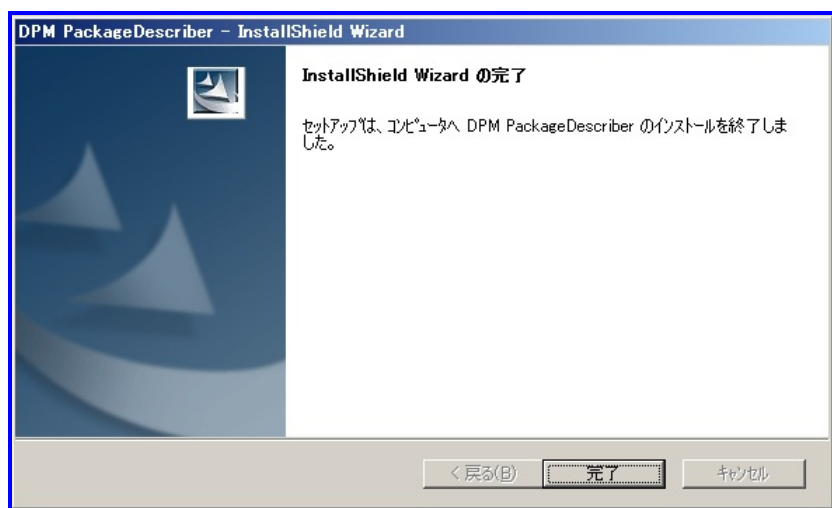 DPM PackageDescriber - InstallShield Wizard
InstallShield Wizard の完了
セットアップは、コンピュータへ DPM PackageDescriber のインストールを終了しま
した。
< 戻る(B)
完了
キャンセル